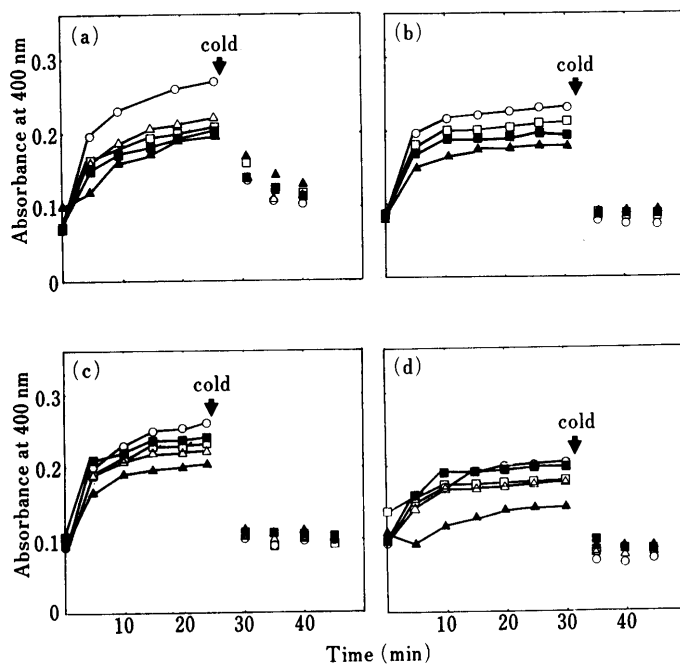 (a)
cold
(b)
cold
Absorbance at 400 nm
0.3
0.2
0.1
0
(c)
cold
(d)
cold
Absorbance at 400 nm
0.3
0.2
0.1
0
10 20 30 40 10 20 30 40
Time (min)